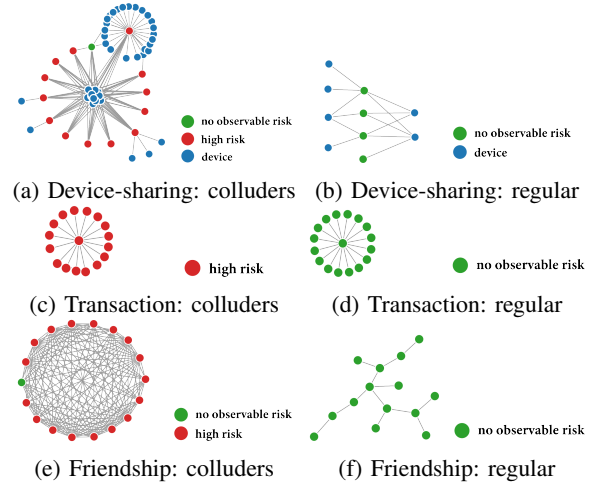 no observable risk
high risk
device
no observable risk
device
(a) Device-sharing: colluders
(b) Device-sharing: regular
high risk
no observable risk
(c) Transaction: colluders
(d) Transaction: regular
no observable risk
high risk
no observable risk
(e) Friendship: colluders
(f) Friendship: regular